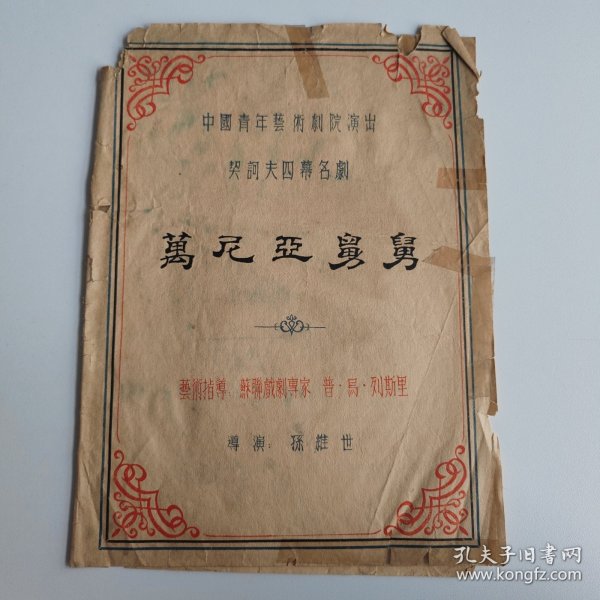 中國青年藝術劇院演出
契訶夫四幕名劇
萬尼亞舅舅
藝術指導：蘇聯戲劇專家 普·烏·列斯里
導演：孫維世
孔夫子旧书网
www.kongfz.com